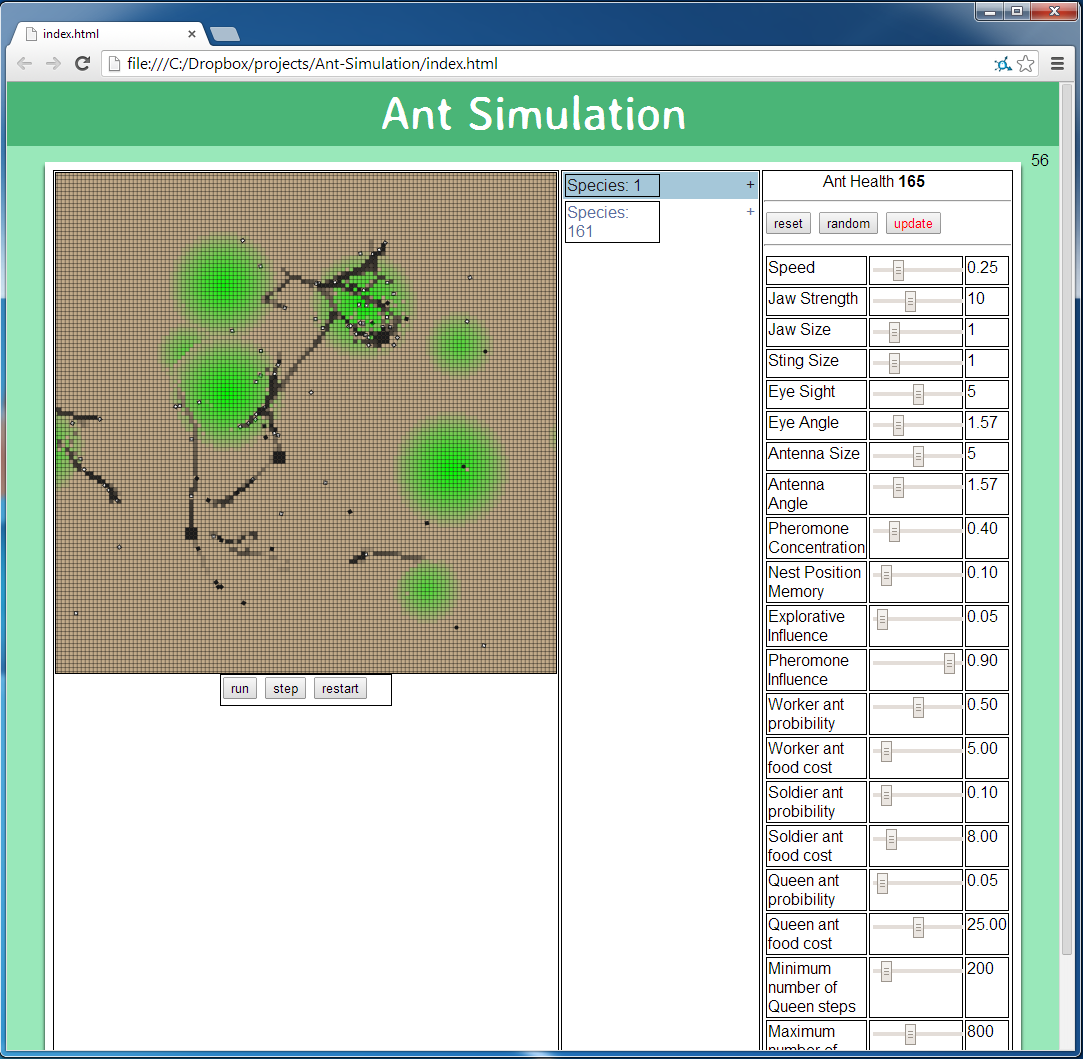 index.html
file:///C:/Dropbox/projects/Ant-Simulation/index.html
Ant Simulation
56
Species: 1
+
Species:
161
+
run
step
restart
Ant Health 165
reset
random
update
Speed
0.25
Jaw Strength
10
Jaw Size
1
Sting Size
1
Eye Sight
5
Eye Angle
1.57
Antenna Size
5
Antenna
Angle
1.57
Pheromone
Concentration
0.40
Nest Position
Memory
0.10
Explorative
Influence
0.05
Pheromone
Influence
0.90
Worker ant
probibility
0.50
Worker ant
food cost
5.00
Soldier ant
probibility
0.10
Soldier ant
food cost
8.00
Queen ant
probibility
0.05
Queen ant
food cost
25.00
Minimum
number of
Queen steps
200
Maximum
number of
800